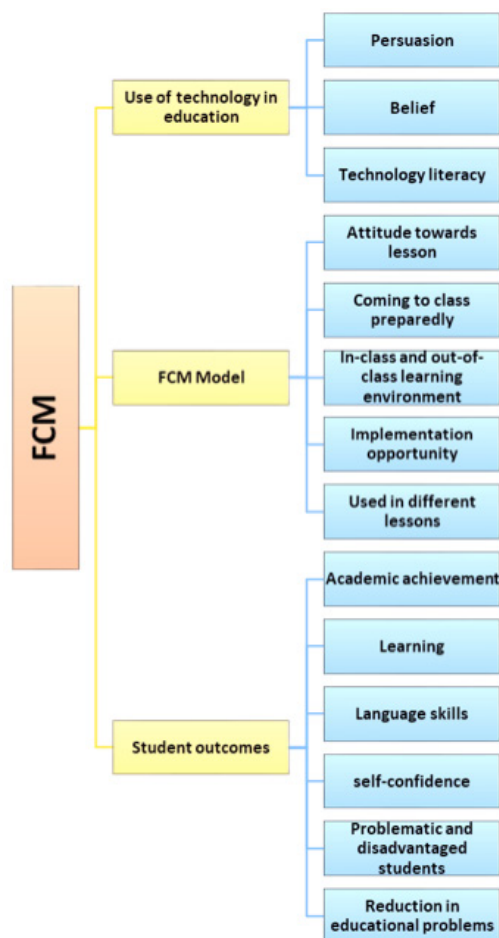 FCM
Use of technology in
education
Persuasion
Belief
Technology literacy
FCM Model
Attitude towards
lesson
Coming to class
preparedly
In-class and out-of-
class learning
environment
Implementation
opportunity
Used in different
lessons
Student outcomes
Academic achievement
Learning
Language skills
self-confidence
Problematic and
disadvantaged
students
Reduction in
educational problems